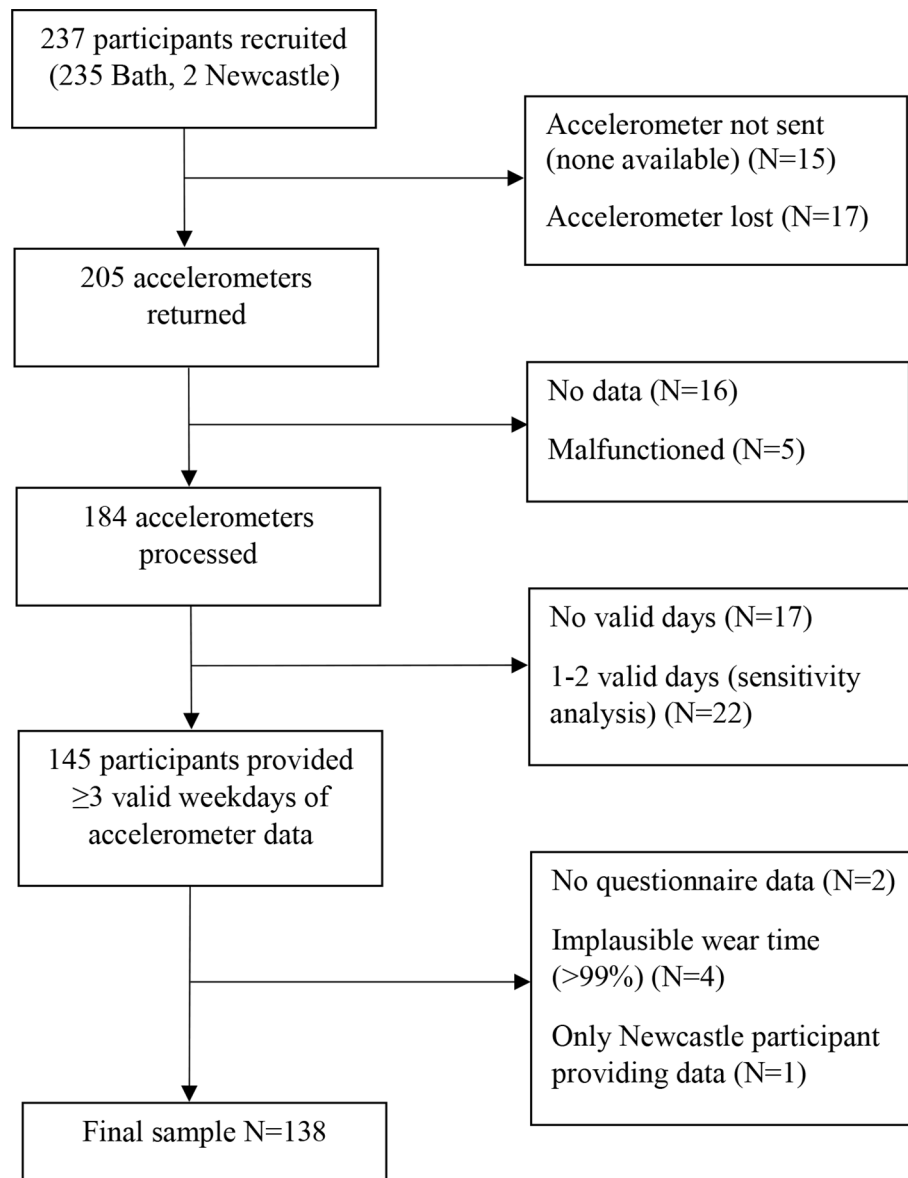 237 participants recruited
(235 Bath, 2 Newcastle)
Accelerometer not sent
(none available) (N=15)
Accelerometer lost (N=17)
205 accelerometers
returned
No data (N=16)
Malfunctioned (N=5)
184 accelerometers
processed
No valid days (N=17)
1-2 valid days (sensitivity
analysis) (N=22)
145 participants provided
≥3 valid weekdays of
accelerometer data
No questionnaire data (N=2)
Implausible wear time
(>99%) (N=4)
Only Newcastle participant
providing data (N=1)
Final sample N=138